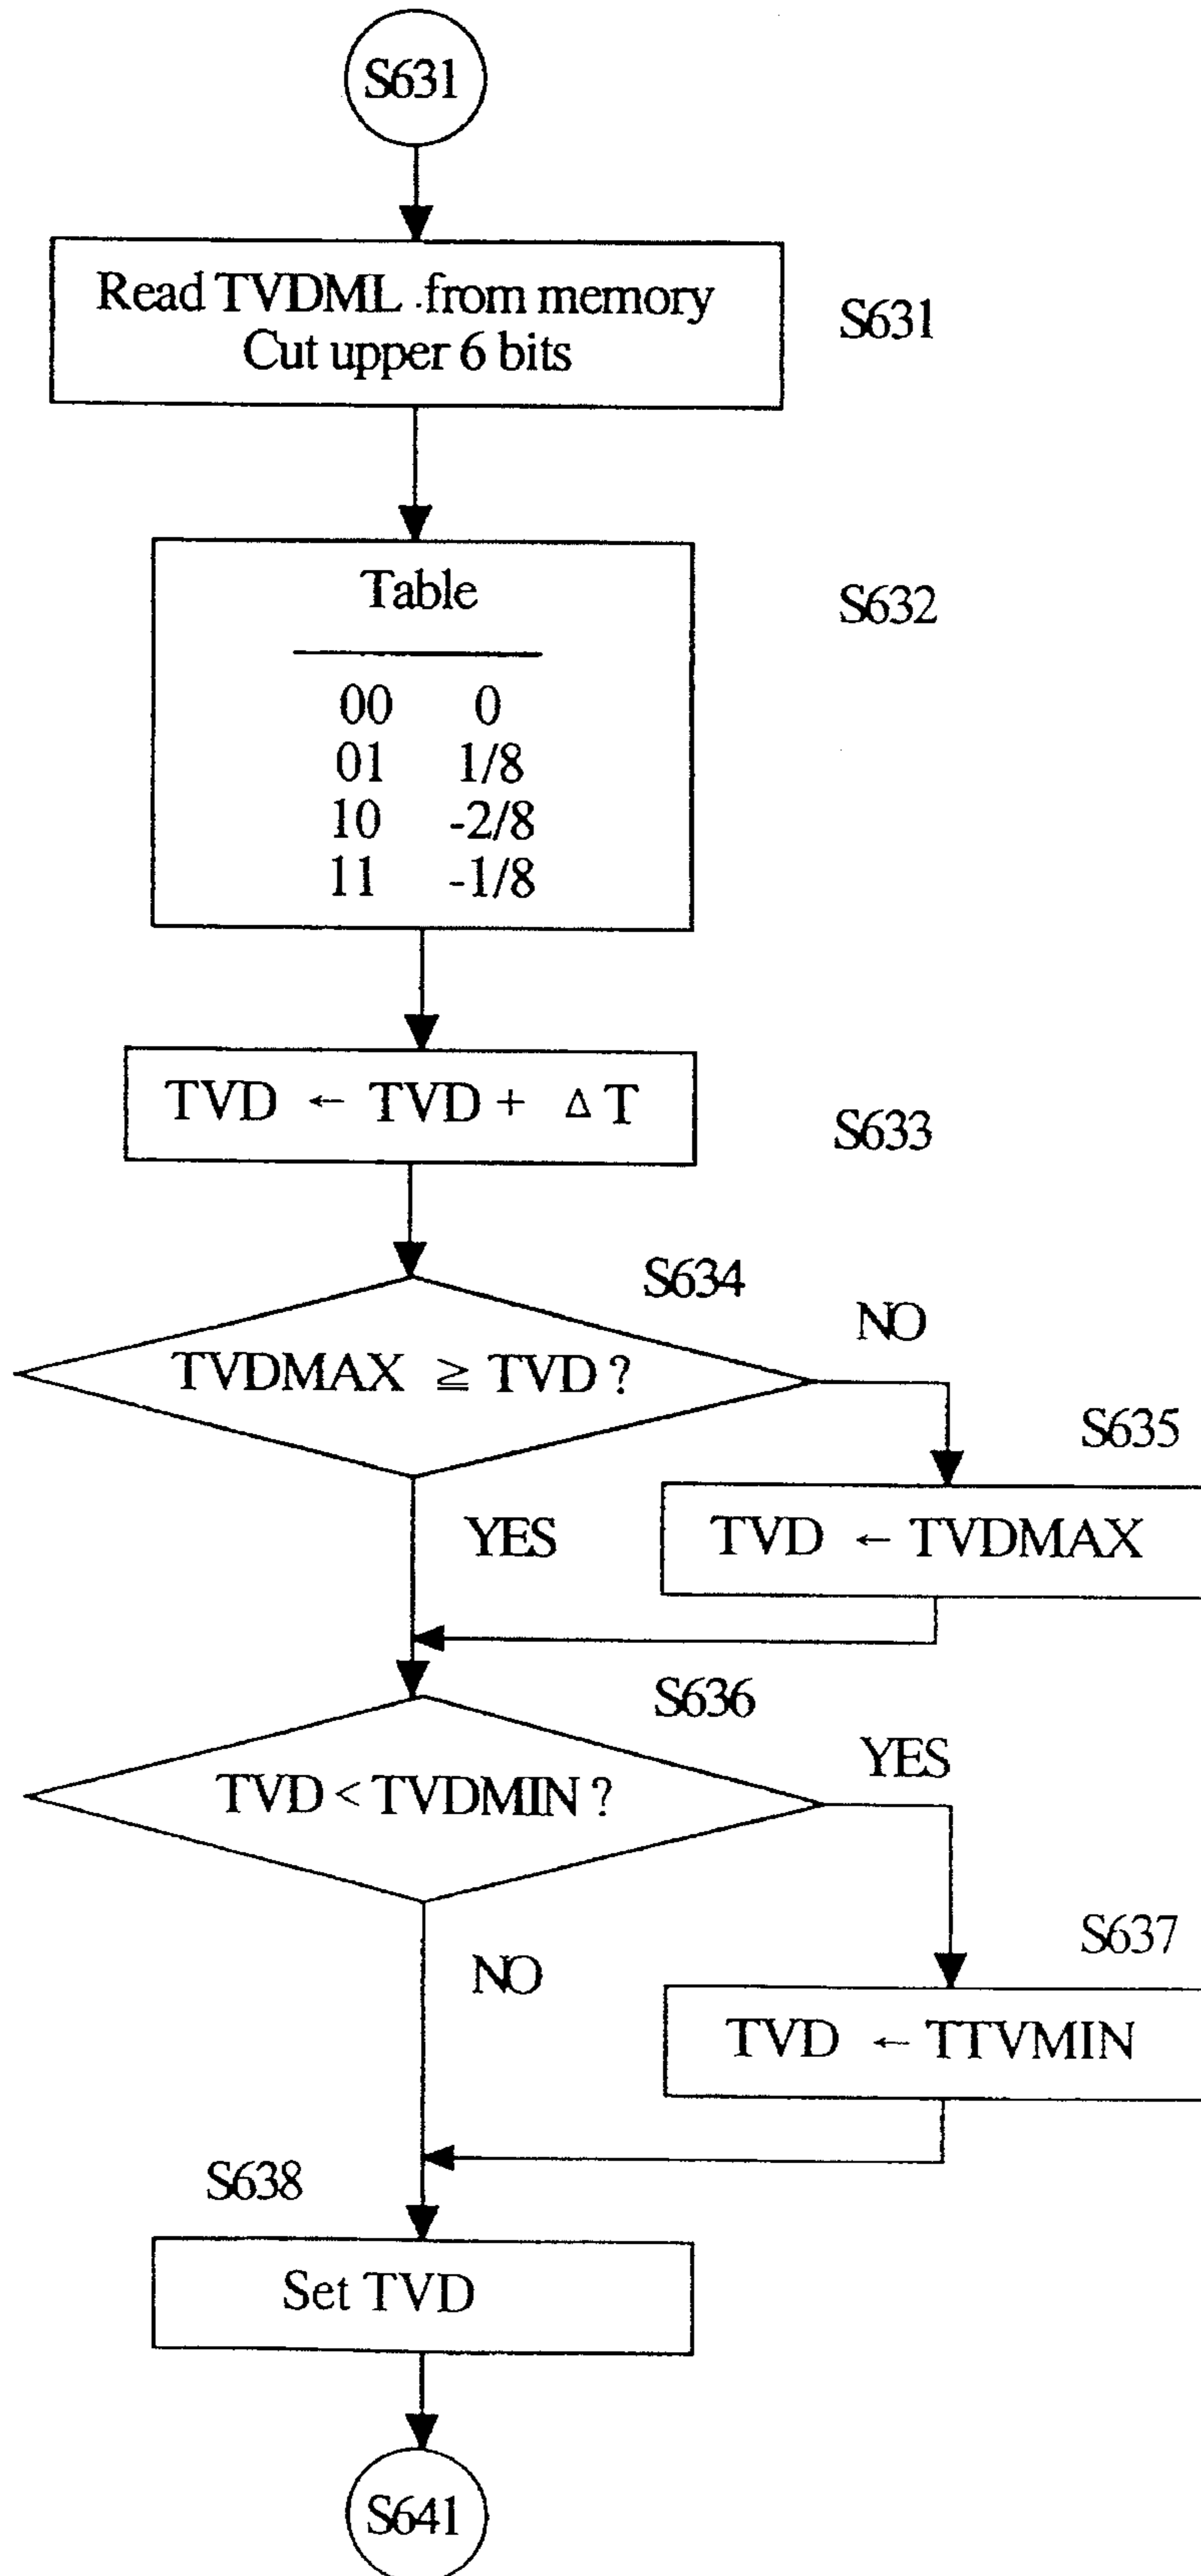 S631
Read TVDML from memory
Cut upper 6 bits
S631
Table
S632
00 0
01 1/8
10 -2/8
11 -1/8
TVD ← TVD + Δ T
S633
S634
TVDMAX ≧ TVD ?
NO
S635
YES
TVD ← TVDMAX
S636
TVD < TVDMIN ?
YES
S637
NO
TVD ← TTVMIN
S638
Set TVD
S641